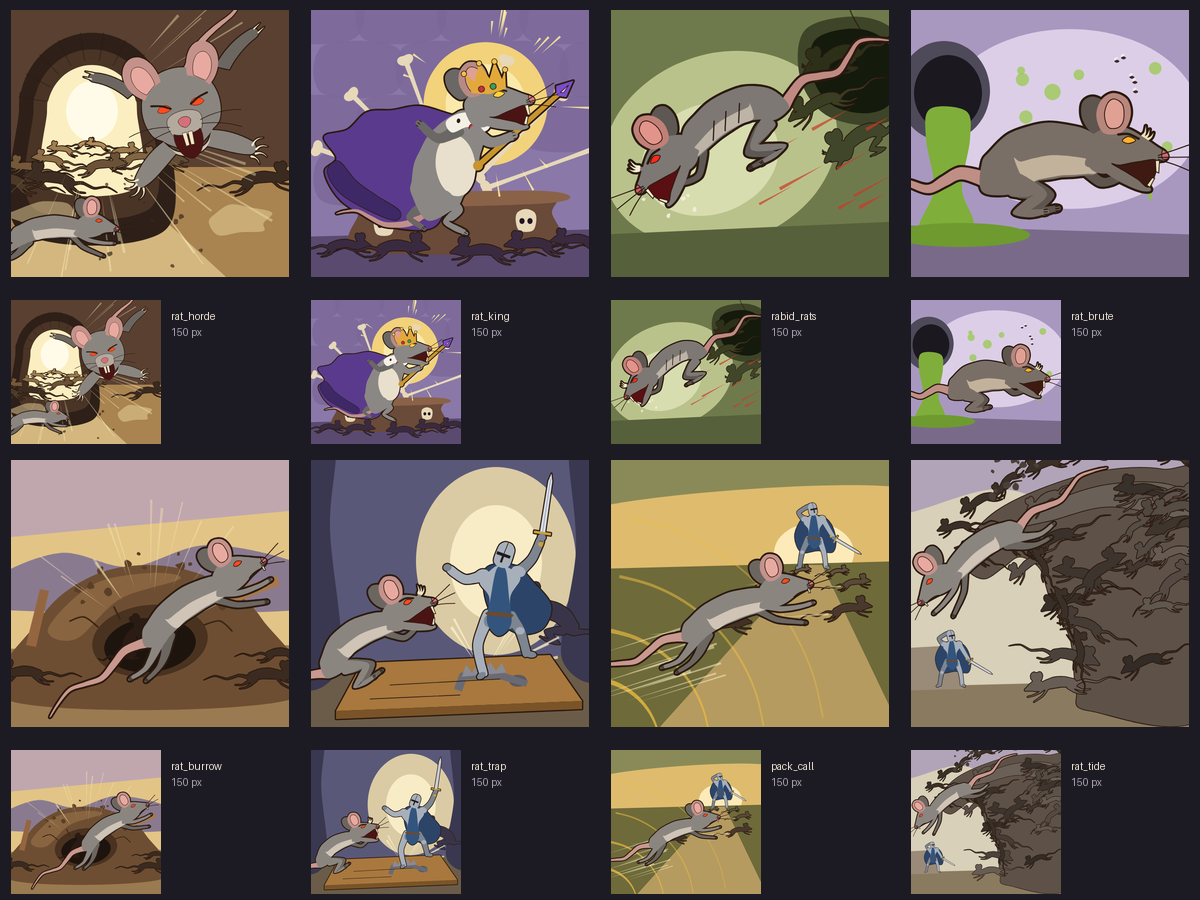 rat_horde
150 px
rat_king
150 px
rabid_rats
150 px
rat_brute
150 px
rat_burrow
150 px
rat_trap
150 px
pack_call
150 px
rat_tide
150 px